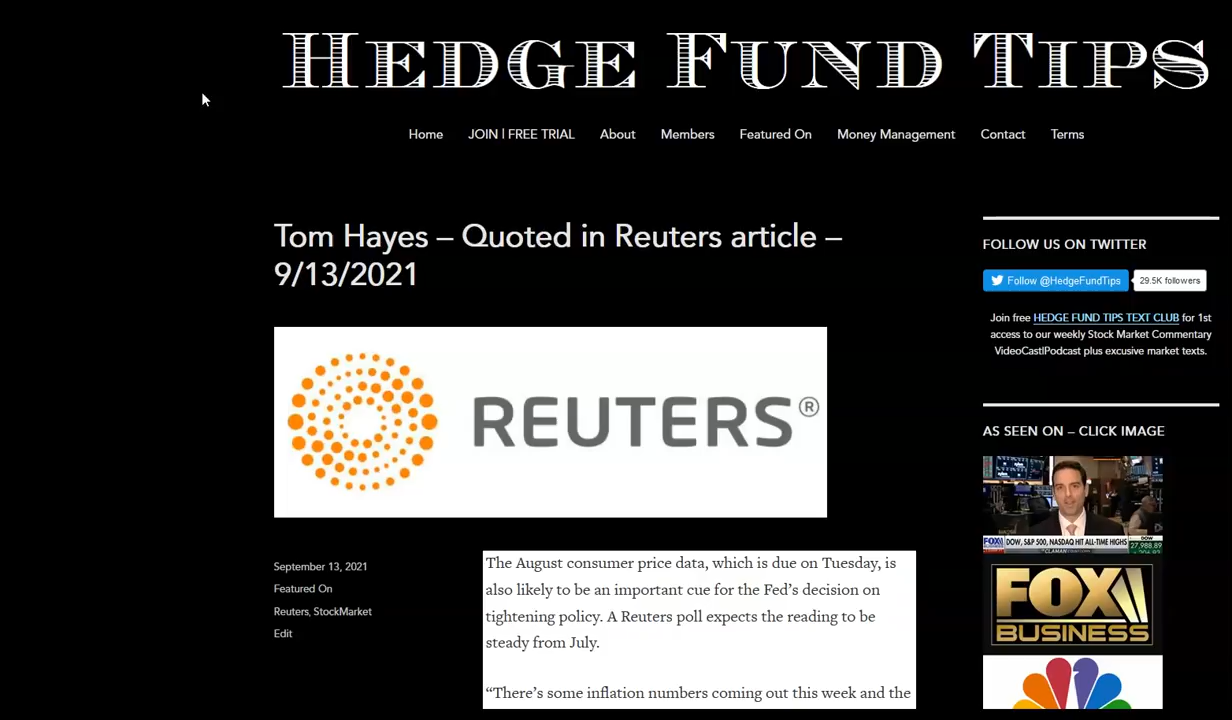 HEDGE FUND TIPS
Home JOIN | FREE TRIAL About Members Featured On Money Management Contact Terms
Tom Hayes – Quoted in Reuters article –
9/13/2021
REUTERS®
September 13, 2021
Featured On
Reuters, StockMarket
Edit
The August consumer price data, which is due on Tuesday, is
also likely to be an important cue for the Fed’s decision on
tightening policy. A Reuters poll expects the reading to be
steady from July.
“There’s some inflation numbers coming out this week and the
FOLLOW US ON TWITTER
Follow @HedgeFundTips 29.5K followers
Join free HEDGE FUND TIPS TEXT CLUB for 1st
access to our weekly Stock Market Commentary
VideoCast|Podcast plus excusive market texts.
AS SEEN ON – CLICK IMAGE
DOW, S&P 500, NASDAQ HIT ALL-TIME HIGHS
DOW
27,988.89
CLAMAN COUNTDOWN
FOX
BUSINESS